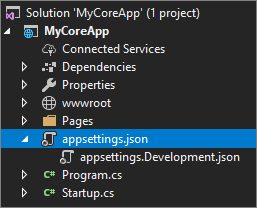 Solution 'MyCoreApp' (1 project)
MyCoreApp
Connected Services
Dependencies
Properties
wwwroot
Pages
appsettings.json
appsettings.Development.json
C# Program.cs
C# Startup.cs